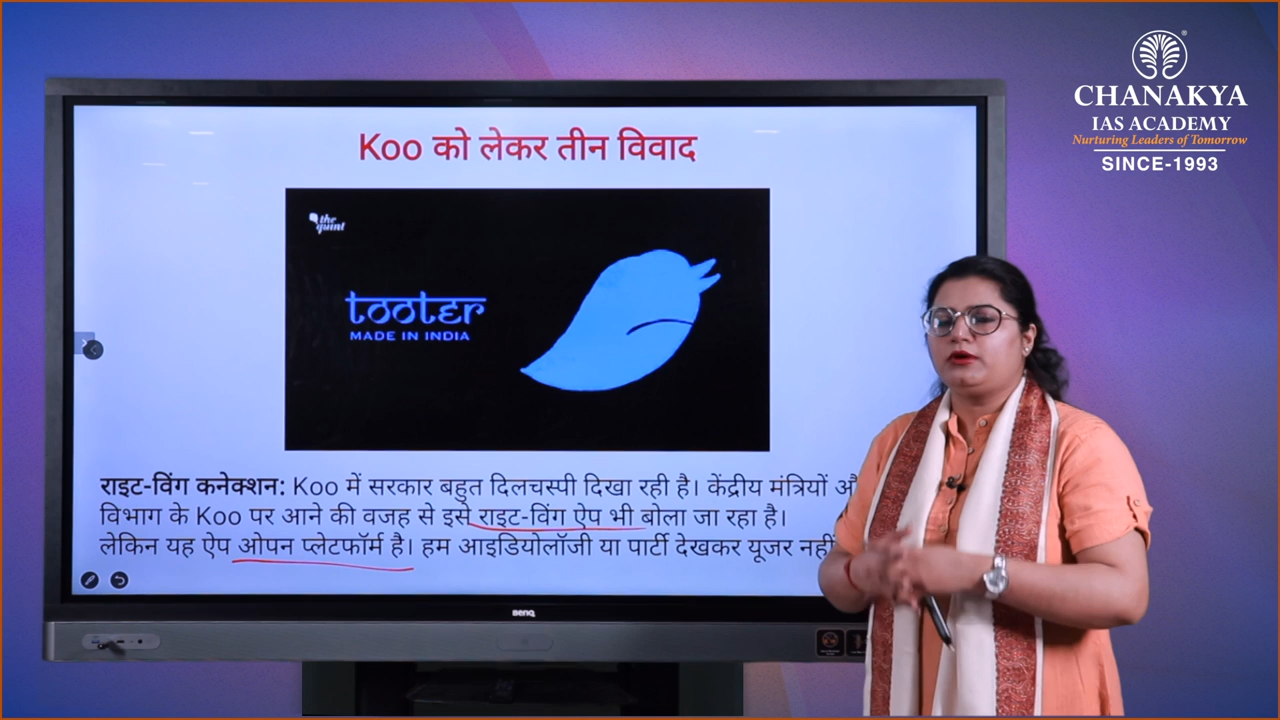 CHANAKYA
IAS ACADEMY
Nurturing Leaders of Tomorrow
SINCE-1993
Koo को लेकर तीन विवाद
the quint
tooter
MADE IN INDIA
राइट-विंग कनेक्शन: Koo में सरकार बहुत दिलचस्पी दिखा रही है। केंद्रीय मंत्रियों
विभाग के Koo पर आने की वजह से इसे राइट-विंग ऐप भी बोला जा रहा है।
लेकिन यह ऐप ओपन प्लेटफॉर्म है। हम आइडियोलॉजी या पार्टी देखकर यूजर नहीं
BenQ